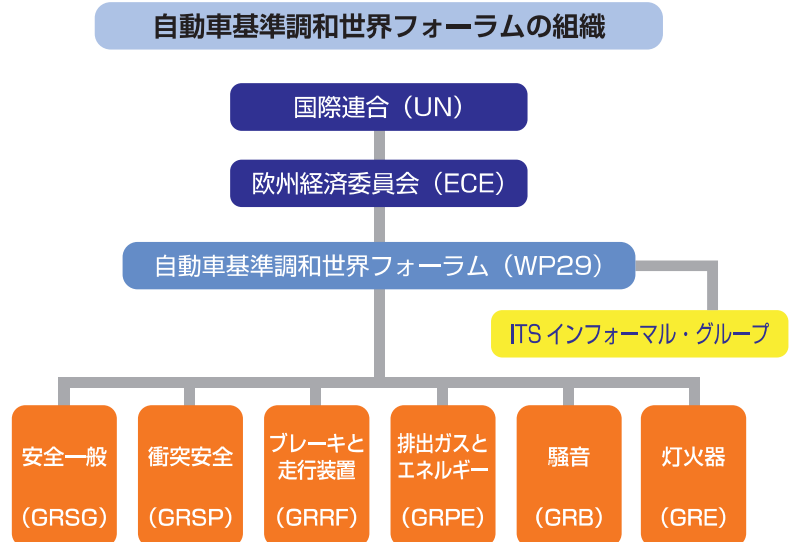 自動車基準調和世界フォーラムの組織
国際連合（UN）
欧州経済委員会（ECE）
自動車基準調和世界フォーラム（WP29）
ITS インフォーマル・グループ
安全一般
（GRSG）
衝突安全
（GRSP）
ブレーキと
走行装置
（GRRF）
排出ガスと
エネルギー
（GRPE）
騒音
（GRB）
灯火器
（GRE）